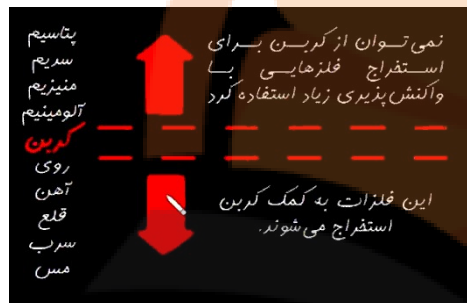 پتاسیم
سریم
منیزیم
آلومینیم
کربن
روی
آهن
قلع
سرب
مس
نمی‌توان از کربن برای
استخراج فلزهایی با
واکنش‌پذیری زیاد استفاده کرد
این فلزات به کمک کربن
استخراج می‌شوند.